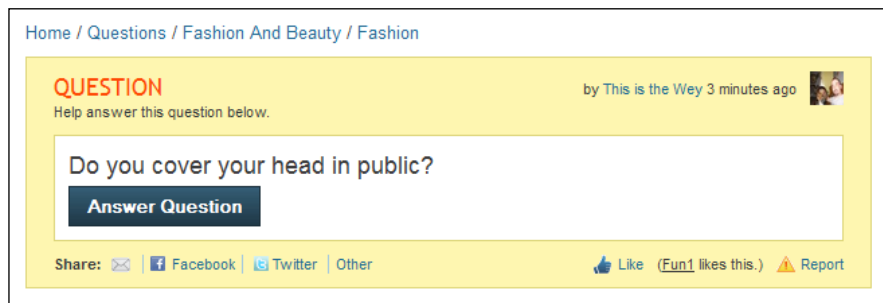 Home / Questions / Fashion And Beauty / Fashion
QUESTION
by This is the Wey 3 minutes ago
Help answer this question below.
Do you cover your head in public?
Answer Question
Share: Facebook Twitter Other Like (Fun1 likes this.) Report